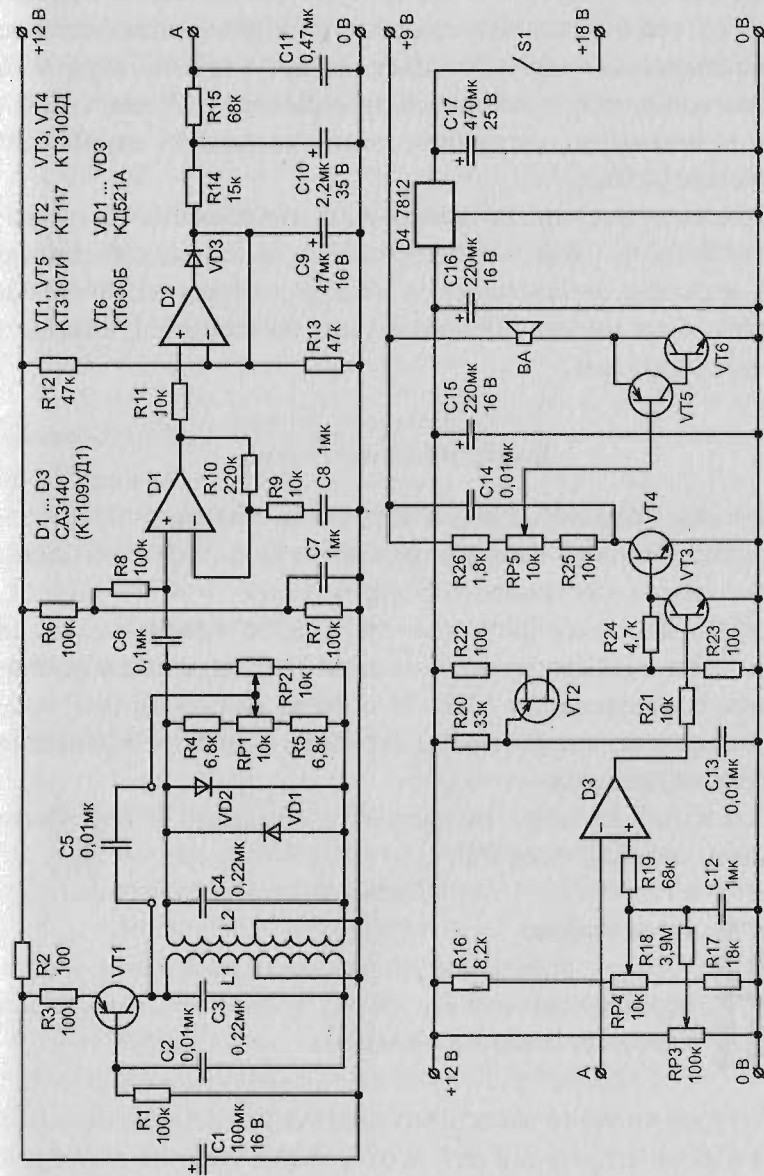 +12 В
R2
100
R3
100
VT1
R1
100к
C1
100мк
16 В
C2
0,01мк
C3
0,22мк
L1
L2
C4
0,22мк
C5
0,01мк
VD1
VD2
R4
6,8к
RP1
10к
R5
6,8к
RP2
10к
C6
1мк
R6
100к
R8
100к
R7
100к
C7
1мк
D1 ... D3
СА3140
(К1109УД1)
D1
R10
220к
R9
10к
C8 1мк
R11
10к
R12
47к
R13
47к
D2
VD3
C9
47мк
16 В
R14
15к
C10
2,2мк
35 В
R15
68к
C11
0,47мк
А
0 В
VT1, VT5 VT2, VT3, VT4
КТ3107И КТ117 КТ3102Д
VT6 VD1 ... VD3
КТ630Б КД521А
+12 В
А
0 В
RP3
100к
R16
8,2к
RP4
10к
R18
3,9М
R17
18к
R19
68к
C12
1мк
D3
C13
0,01мк
R20
33к
R21
10к
VT2
R22
100
R24
4,7к
R23
100
VT3
VT4
R26
1,8к
RP5
10к
R25
10к
C14
0,01мк
C15
220мк
16 В
ВА
VT5
VT6
C16
220мк
16 В
D4 7812
C17
470мк
25 В
S1
+9 В
+18 В
0 В